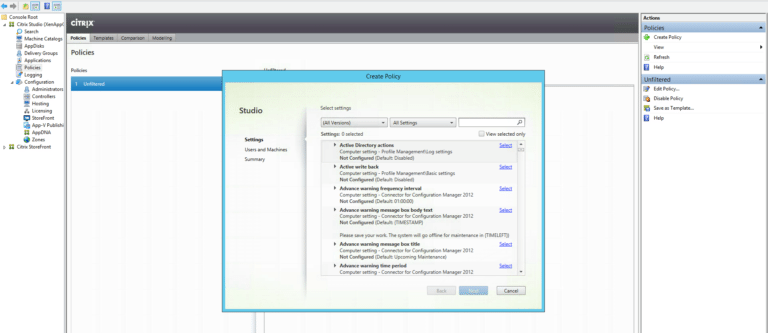 Console Root
Citrix Studio (XenAppl
Search
Machine Catalogs
AppDisks
Delivery Groups
Applications
Policies
Logging
Configuration
Administrators
Controllers
Hosting
Licensing
StoreFront
App-V Publishi
AppDNA
Zones
Citrix StoreFront
CITRIX
Policies Templates Comparison Modeling
Policies
Policies
1 Unfiltered
Unfiltered
Create Policy
Studio
Settings
Users and Machines
Summary
Select settings
(All Versions) All Settings
Settings: 0 selected View selected only
Active Directory actions Select
Computer setting - Profile Management\Log settings
Not Configured (Default: Disabled)
Active write back Select
Computer setting - Profile Management\Basic settings
Not Configured (Default: Disabled)
Advance warning frequency interval Select
Computer setting - Connector for Configuration Manager 2012
Not Configured (Default: 01:00:00)
Advance warning message box body text Select
Computer setting - Connector for Configuration Manager 2012
Not Configured (Default: {TIMESTAMP}
Please save your work. The system will go offline for maintenance in {TIMELEFT})
Advance warning message box title Select
Computer setting - Connector for Configuration Manager 2012
Not Configured (Default: Upcoming Maintenance)
Advance warning time period Select
Computer setting - Connector for Configuration Manager 2012
Back Next Cancel
Actions
Policies
Create Policy
View
Refresh
Help
Unfiltered
Edit Policy...
Disable Policy
Save as Template...
Help